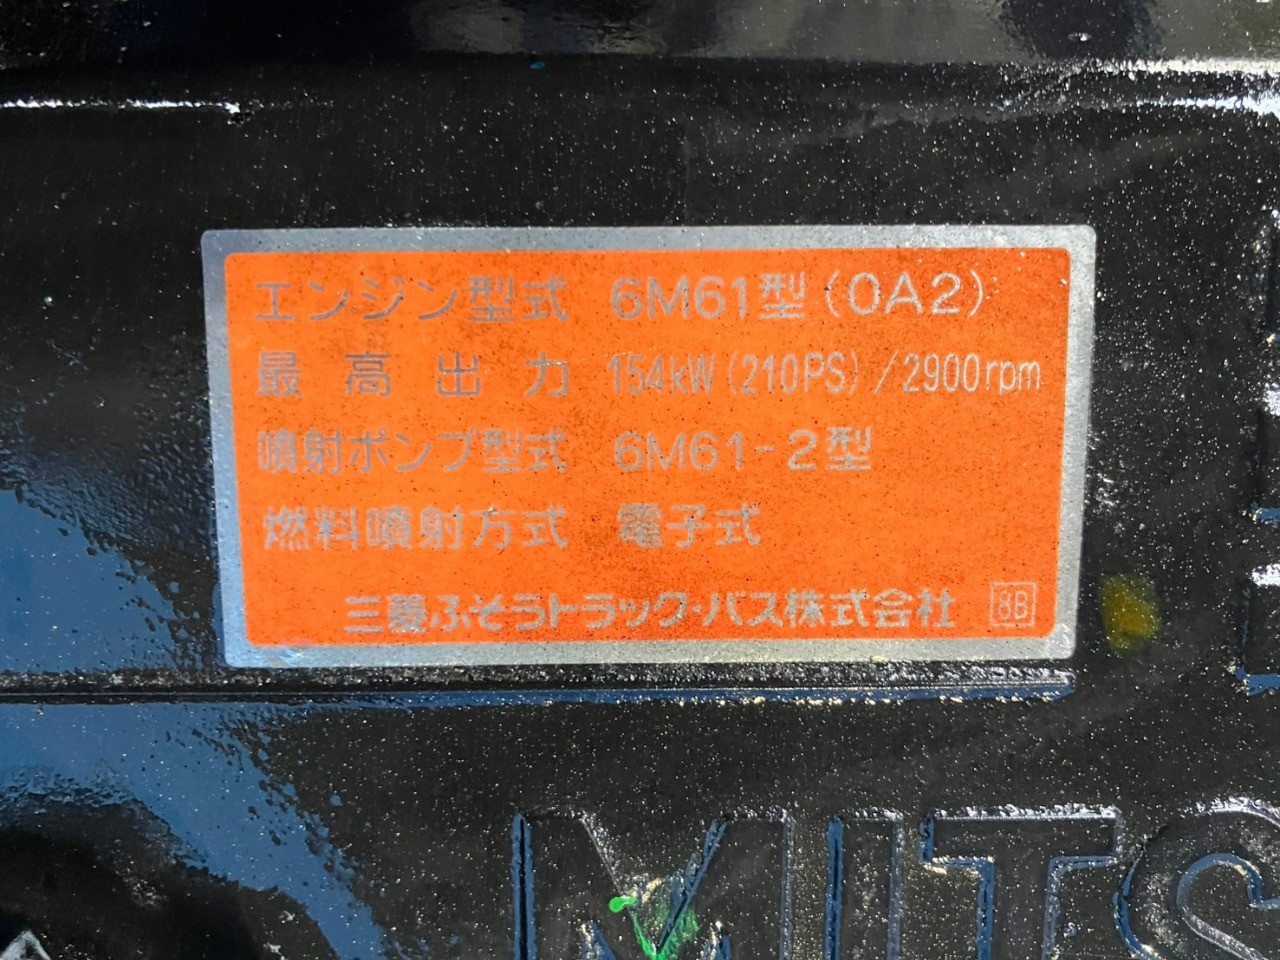 エンジン型式 6M61型(0A2)
最高出力 154kW(210PS)/2900rpm
噴射ポンプ型式 6M61-2型
燃料噴射方式 電子式
三菱ふそうトラック・バス株式会社 8B
MITS